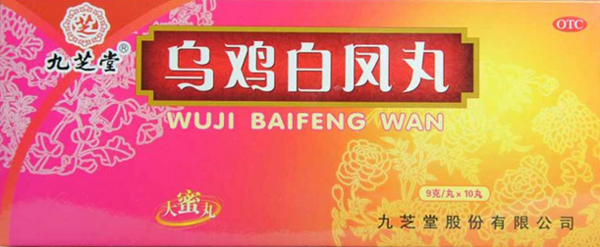 芝
九芝堂®
OTC
乌鸡白凤丸
WUJI BAIFENG WAN
9克/丸×10丸
大蜜丸
九芝堂股份有限公司